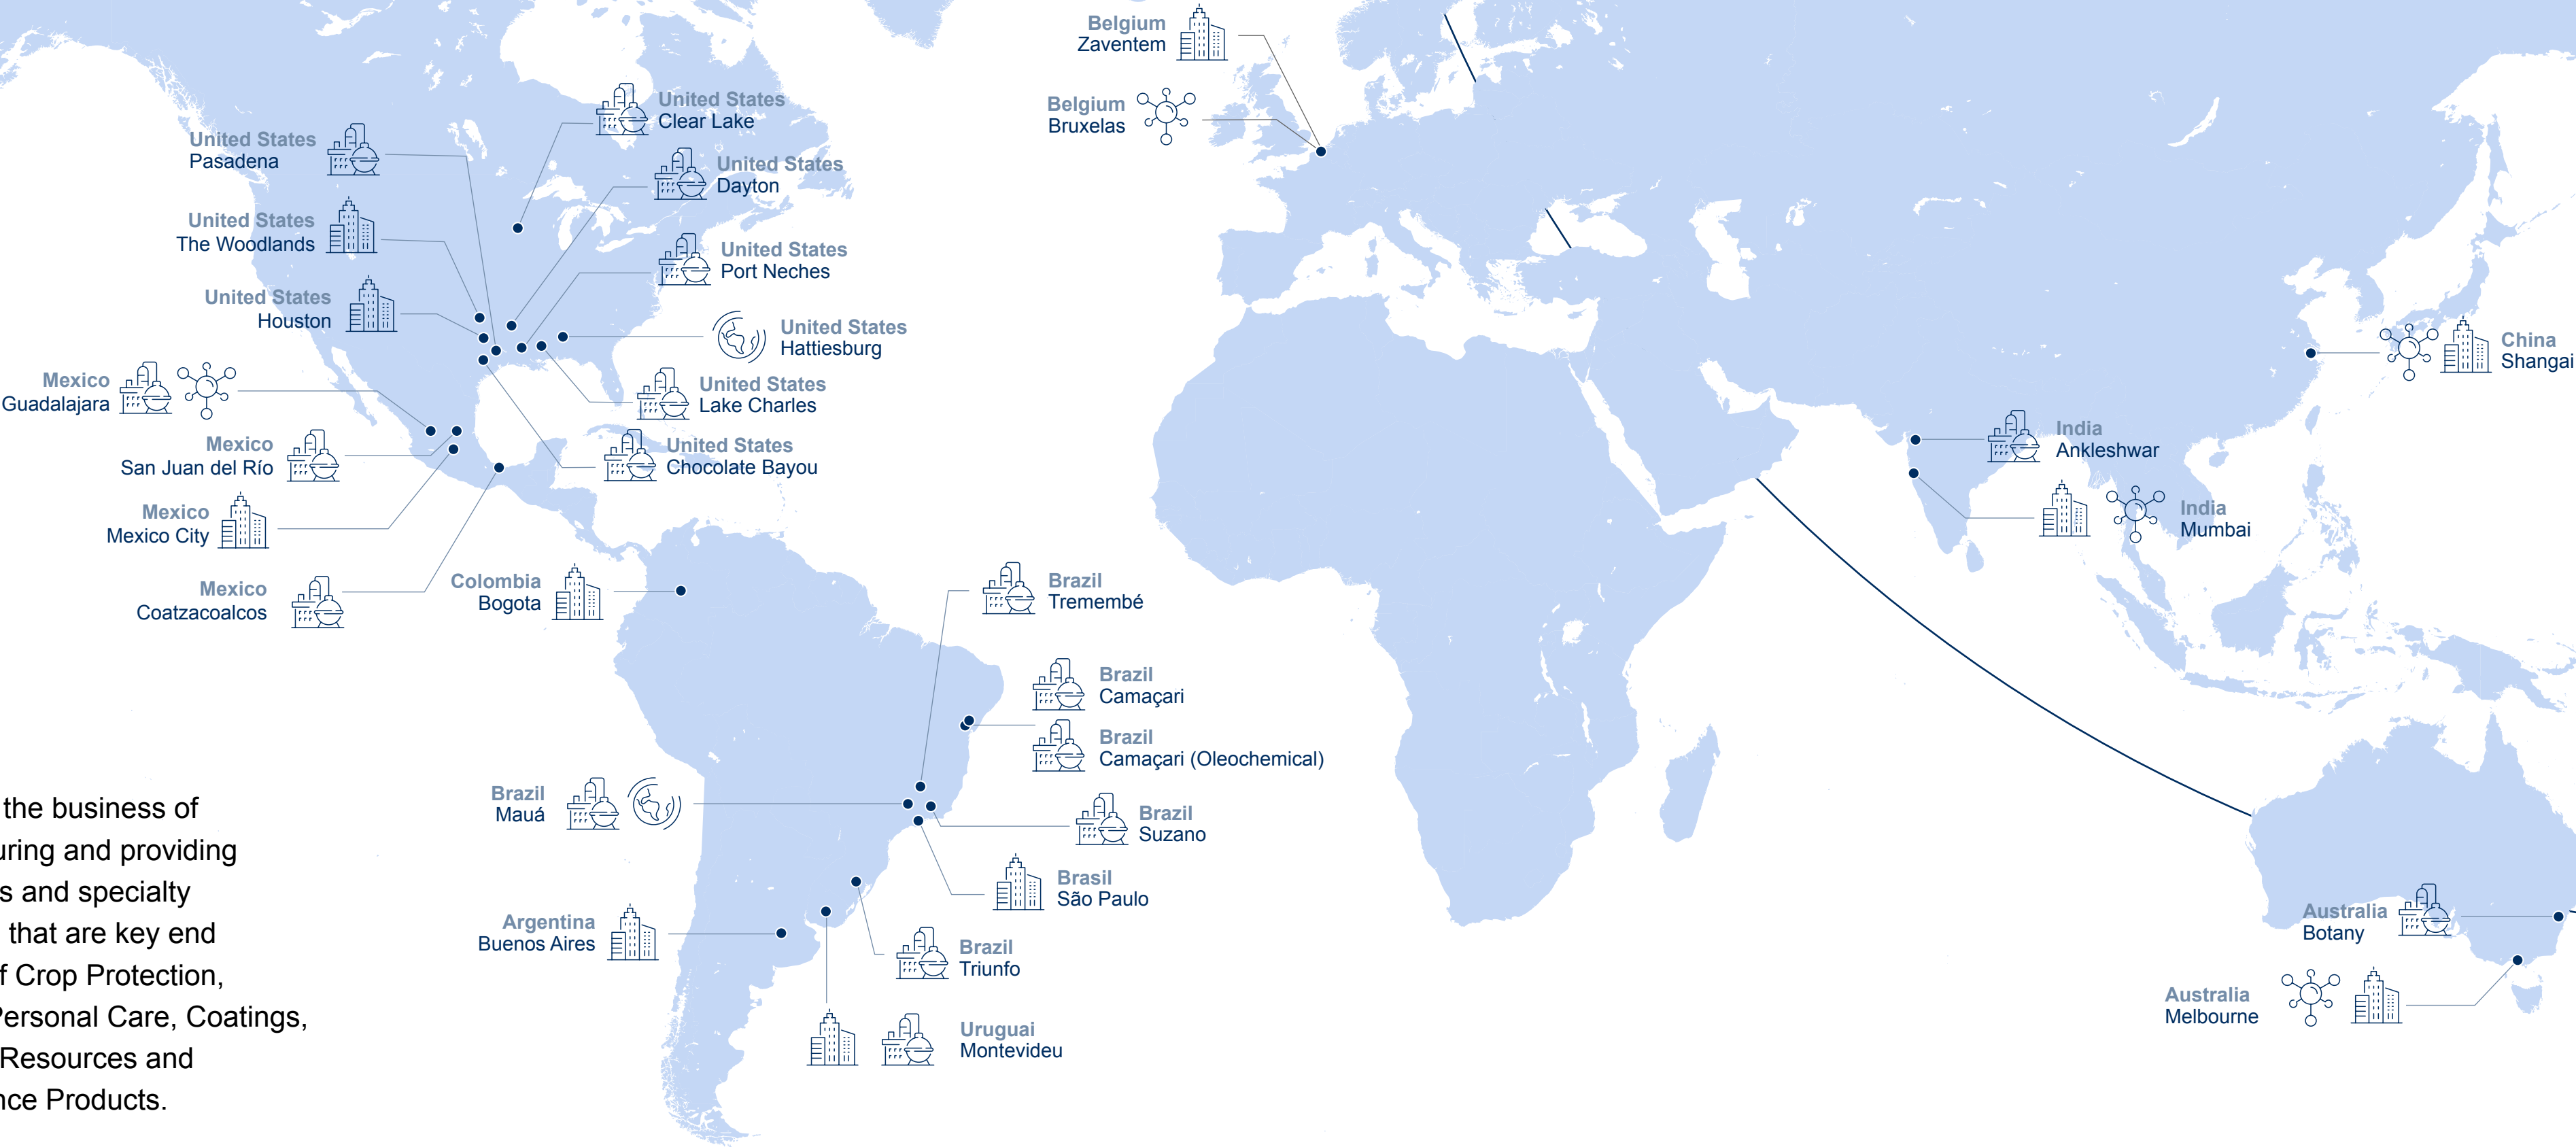 Belgium
Zaventem
Belgium
Bruxelas
United States
Clear Lake
United States
Pasadena
United States
Dayton
United States
The Woodlands
United States
Port Neches
United States
Houston
United States
Hattiesburg
China
Shangai
Mexico
Guadalajara
United States
Lake Charles
Mexico
San Juan del Río
United States
Chocolate Bayou
India
Ankleshwar
Mexico
Mexico City
India
Mumbai
Mexico
Coatzacoalcos
Colombia
Bogota
Brazil
Tremembé
Brazil
Camaçari
Brazil
Camaçari (Oleochemical)
Brazil
Mauá
Brazil
Suzano
Brasil
São Paulo
Argentina
Buenos Aires
Brazil
Triunfo
Uruguai
Montevideu
Australia
Botany
Australia
Melbourne
the business of
uring and providing
s and specialty
that are key end
f Crop Protection,
Personal Care, Coatings,
Resources and
nce Products.